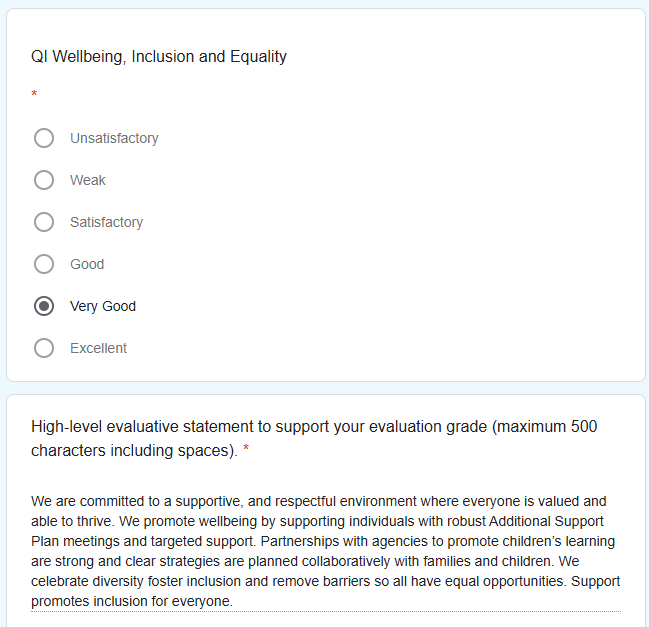 QI Wellbeing, Inclusion and Equality
*
Unsatisfactory
Weak
Satisfactory
Good
Very Good
Excellent
High-level evaluative statement to support your evaluation grade (maximum 500
characters including spaces). *
We are committed to a supportive, and respectful environment where everyone is valued and
able to thrive. We promote wellbeing by supporting individuals with robust Additional Support
Plan meetings and targeted support. Partnerships with agencies to promote children's learning
are strong and clear strategies are planned collaboratively with families and children. We
celebrate diversity foster inclusion and remove barriers so all have equal opportunities. Support
promotes inclusion for everyone.